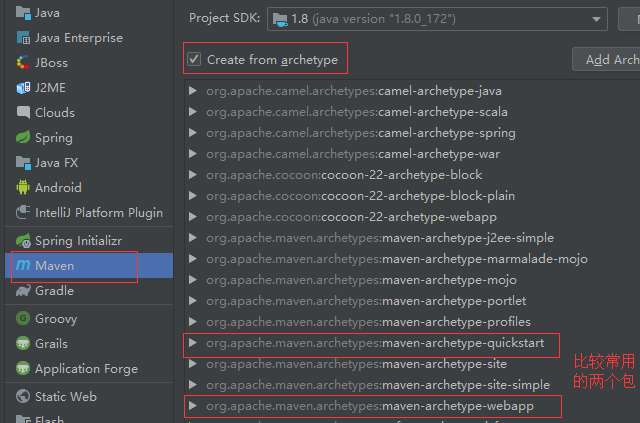 Java
Java Enterprise
JBoss
J2ME
Clouds
Spring
Java FX
Android
IntelliJ Platform Plugin
Spring Initializr
Maven
Gradle
Groovy
Grails
Application Forge
Static Web
Flash
Project SDK: 1.8 (java version "1.8.0_172")
Create from archetype
Add Arch
org.apache.camel.archetypes:camel-archetype-java
org.apache.camel.archetypes:camel-archetype-scala
org.apache.camel.archetypes:camel-archetype-spring
org.apache.camel.archetypes:camel-archetype-war
org.apache.cocoon:cocoon-22-archetype-block
org.apache.cocoon:cocoon-22-archetype-block-plain
org.apache.cocoon:cocoon-22-archetype-webapp
org.apache.maven.archetypes:maven-archetype-j2ee-simple
org.apache.maven.archetypes:maven-archetype-marmalade-mojo
org.apache.maven.archetypes:maven-archetype-mojo
org.apache.maven.archetypes:maven-archetype-portlet
org.apache.maven.archetypes:maven-archetype-profiles
org.apache.maven.archetypes:maven-archetype-quickstart
org.apache.maven.archetypes:maven-archetype-site
org.apache.maven.archetypes:maven-archetype-site-simple
org.apache.maven.archetypes:maven-archetype-webapp
比较常用
的两个包